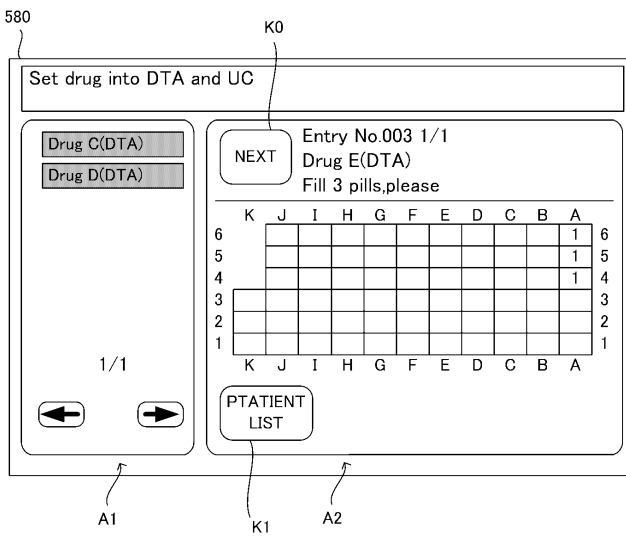 580
K0
Set drug into DTA and UC
Drug C(DTA)
Drug D(DTA)
1/1
NEXT
Entry No.003 1/1
Drug E(DTA)
Fill 3 pills,please
K J I H G F E D C B A
6 1 6
5 1 5
4 1 4
3 3
2 2
1 1
K J I H G F E D C B A
PTATIENT
LIST
A1
K1
A2